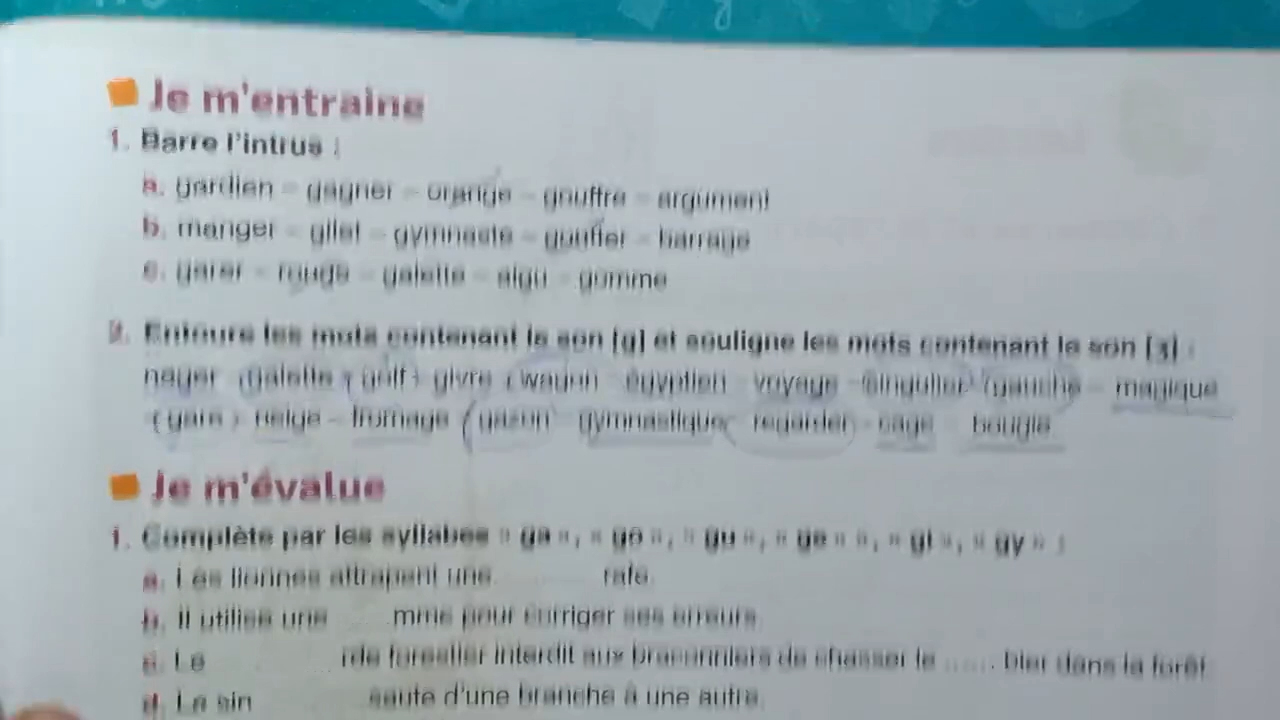 Je m'entraine
1. Barre l'intrus :
a. gardien - gagner - orange - gouffre - argument
b. manger - gilet - gymnaste - gonfler - barrage
c. garer - rouge - galette - aigu - gomme
2. Entoure les mots contenant le son [g] et souligne les mots contenant le son [ʒ] :
nager galette golf givre wagon égyptien voyage singulier gauche - magique
gare neige - fromage gazon gymnastique regarder - cage bougie
Je m'évalue
1. Complète par les syllabes « ga », « go », « gu », « ge », « gi », « gy » :
a. Les lionnes attrapent une rafe.
b. Il utilise une mme pour corriger ses erreurs.
c. Le rde forestier interdit aux braconniers de chasser le ...... bier dans la forêt.
d. Le sin saute d'une branche à une autre.